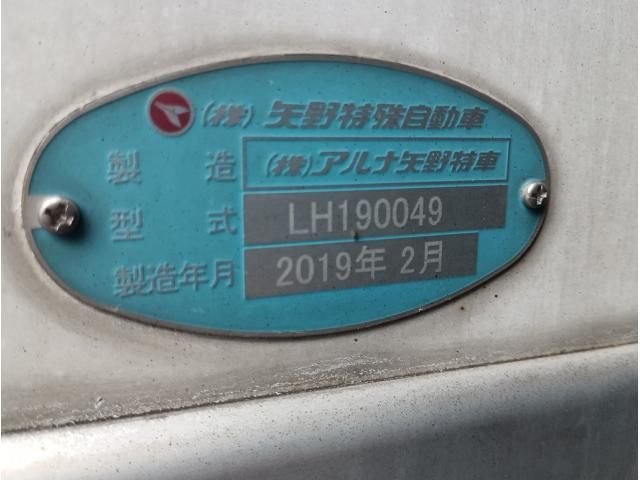 (株)矢野特殊自動車
製造 (株)アルナ矢野特車
型式 LH190049
製造年月 2019年 2月